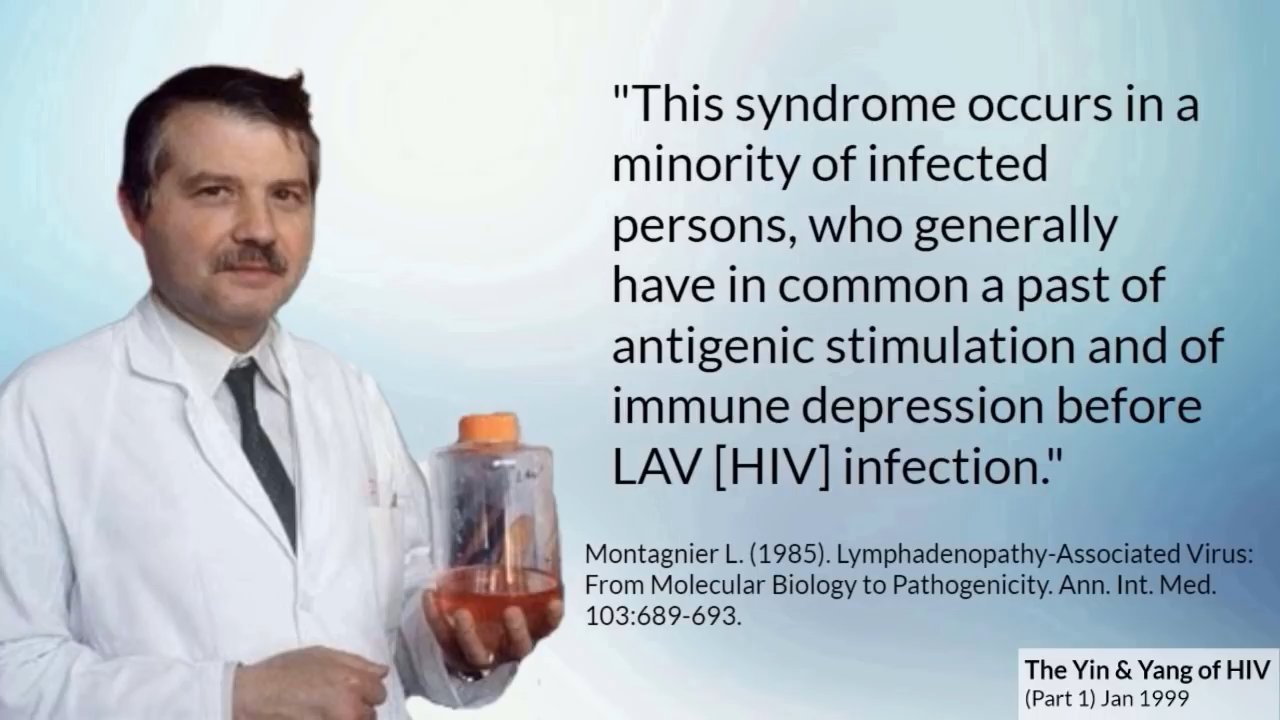 "This syndrome occurs in a
minority of infected
persons, who generally
have in common a past of
antigenic stimulation and of
immune depression before
LAV [HIV] infection."
Montagnier L. (1985). Lymphadenopathy-Associated Virus:
From Molecular Biology to Pathogenicity. Ann. Int. Med.
103:689-693.
The Yin & Yang of HIV
(Part 1) Jan 1999